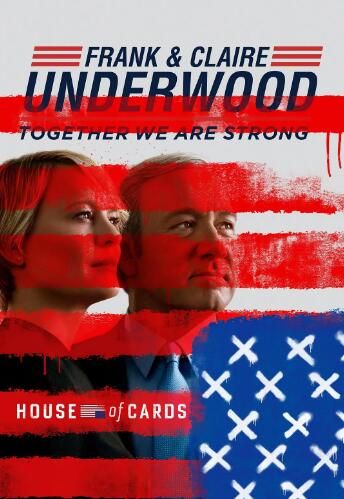 FRANK & CLAIRE
UNDERWOOD
TOGETHER WE ARE STRONG
HOUSE of CARDS